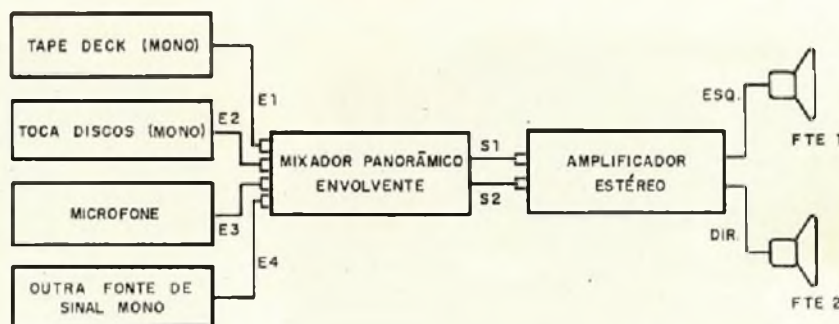 TAPE DECK (MONO)
E1
TOCA DISCOS (MONO)
E2
MICROFONE
E3
OUTRA FONTE DE
SINAL MONO
E4
MIXADOR PANORÂMICO
ENVOLVENTE
S1
S2
AMPLIFICADOR
ESTÉREO
ESQ.
FTE 1
DIR.
FTE 2